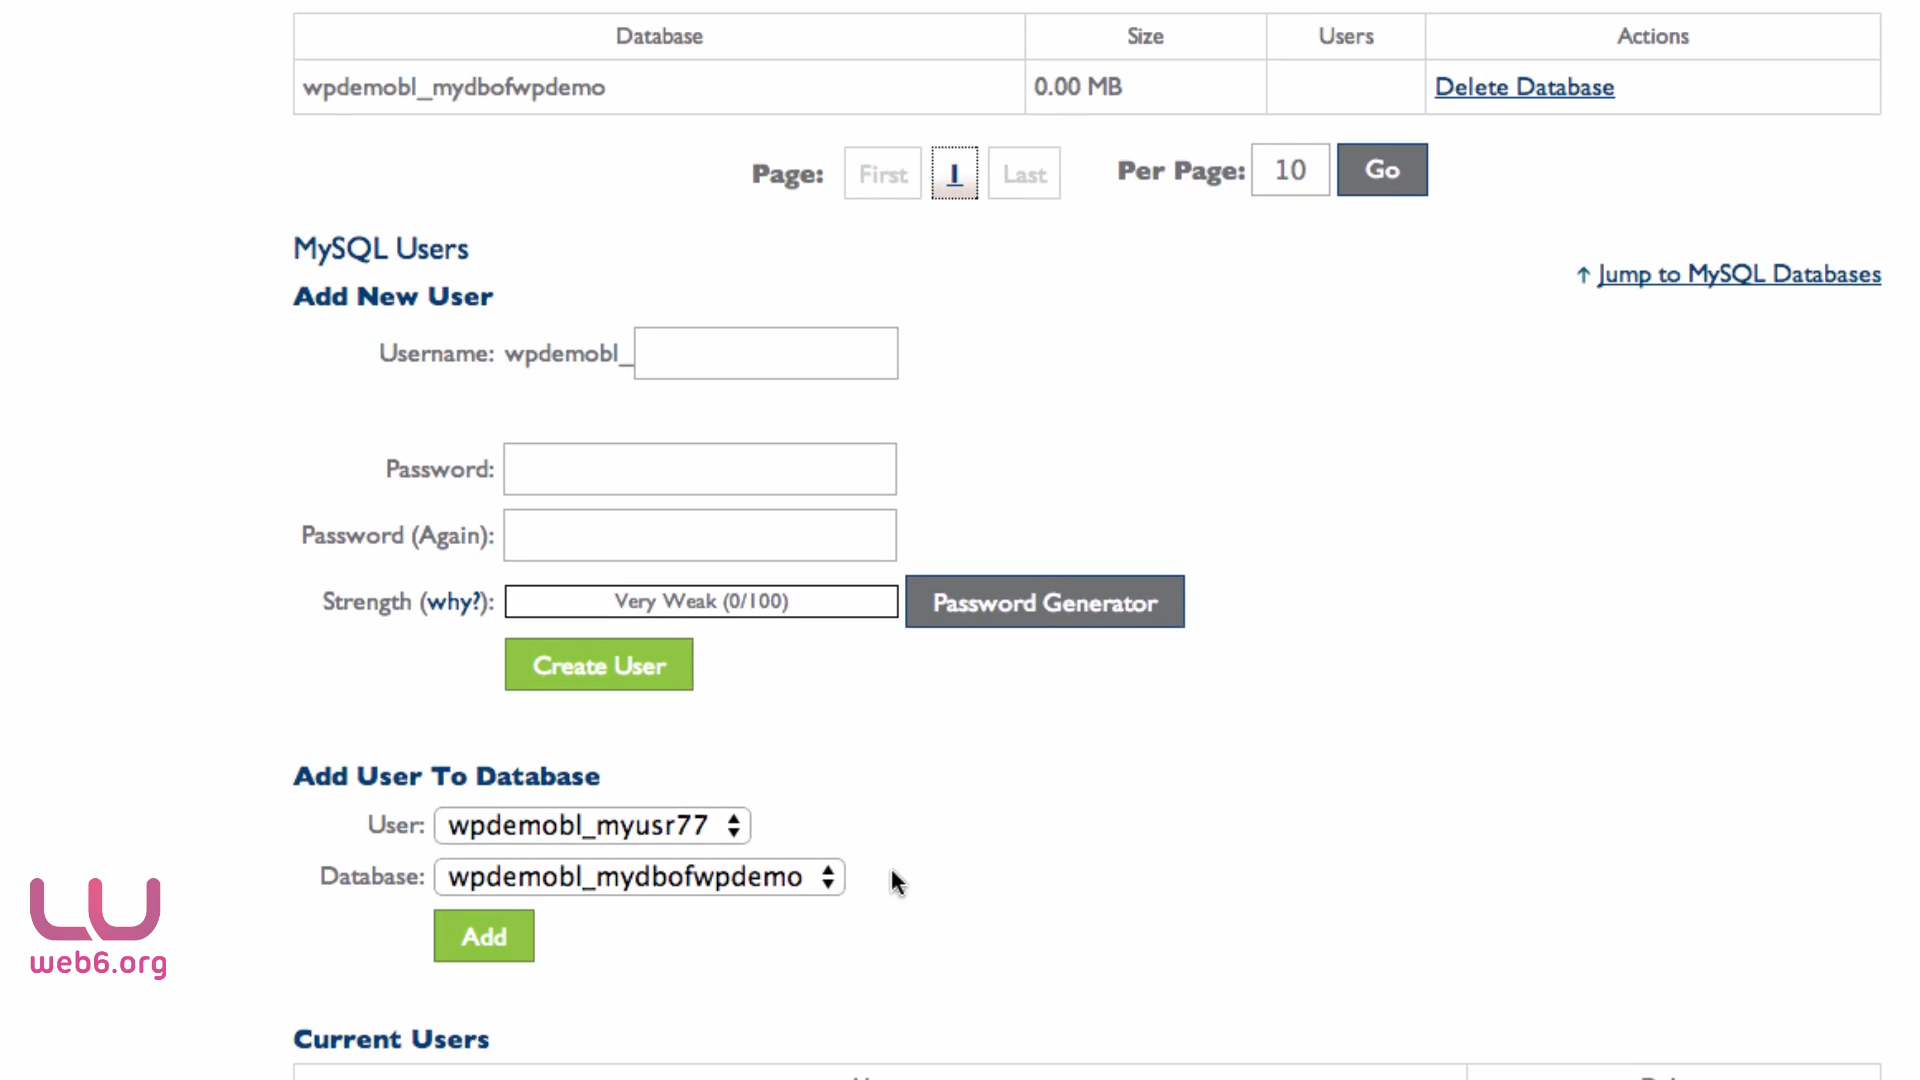 Database Size Users Actions
wpdemobl_mydbofwpdemo 0.00 MB Delete Database
Page: First 1 Last Per Page: 10 Go
MySQL Users
↑ Jump to MySQL Databases
Add New User
Username: wpdemobl_
Password:
Password (Again):
Strength (why?): Very Weak (0/100) Password Generator
Create User
Add User To Database
User: wpdemobl_myusr77
Database: wpdemobl_mydbofwpdemo
Add
web6.org
Current Users